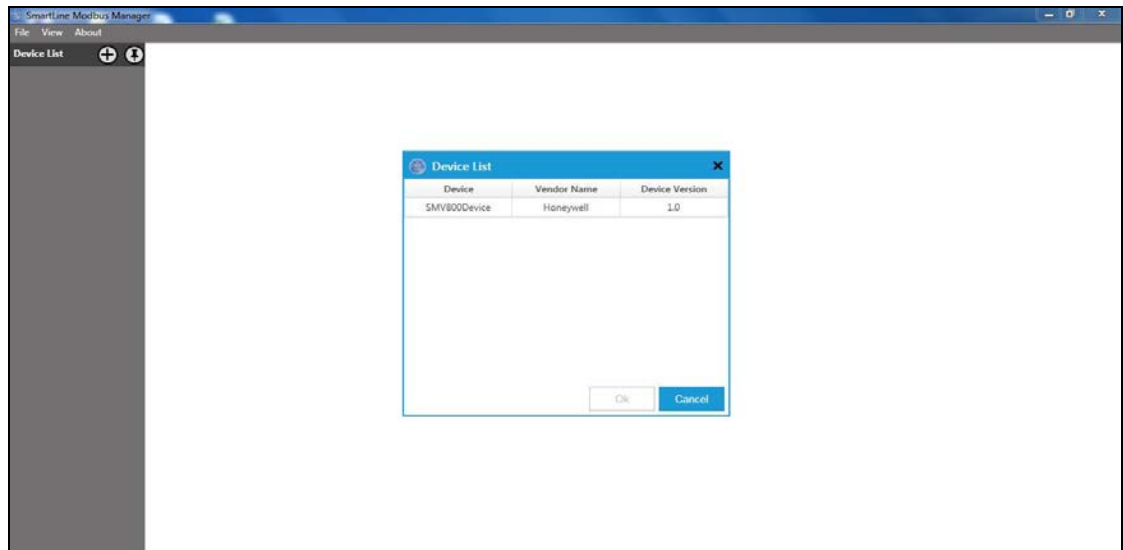 SmartLine Modbus Manager
File View About
Device List
Device List
Device Vendor Name Device Version
SMV800Device Honeywell 1.0
Ok Cancel